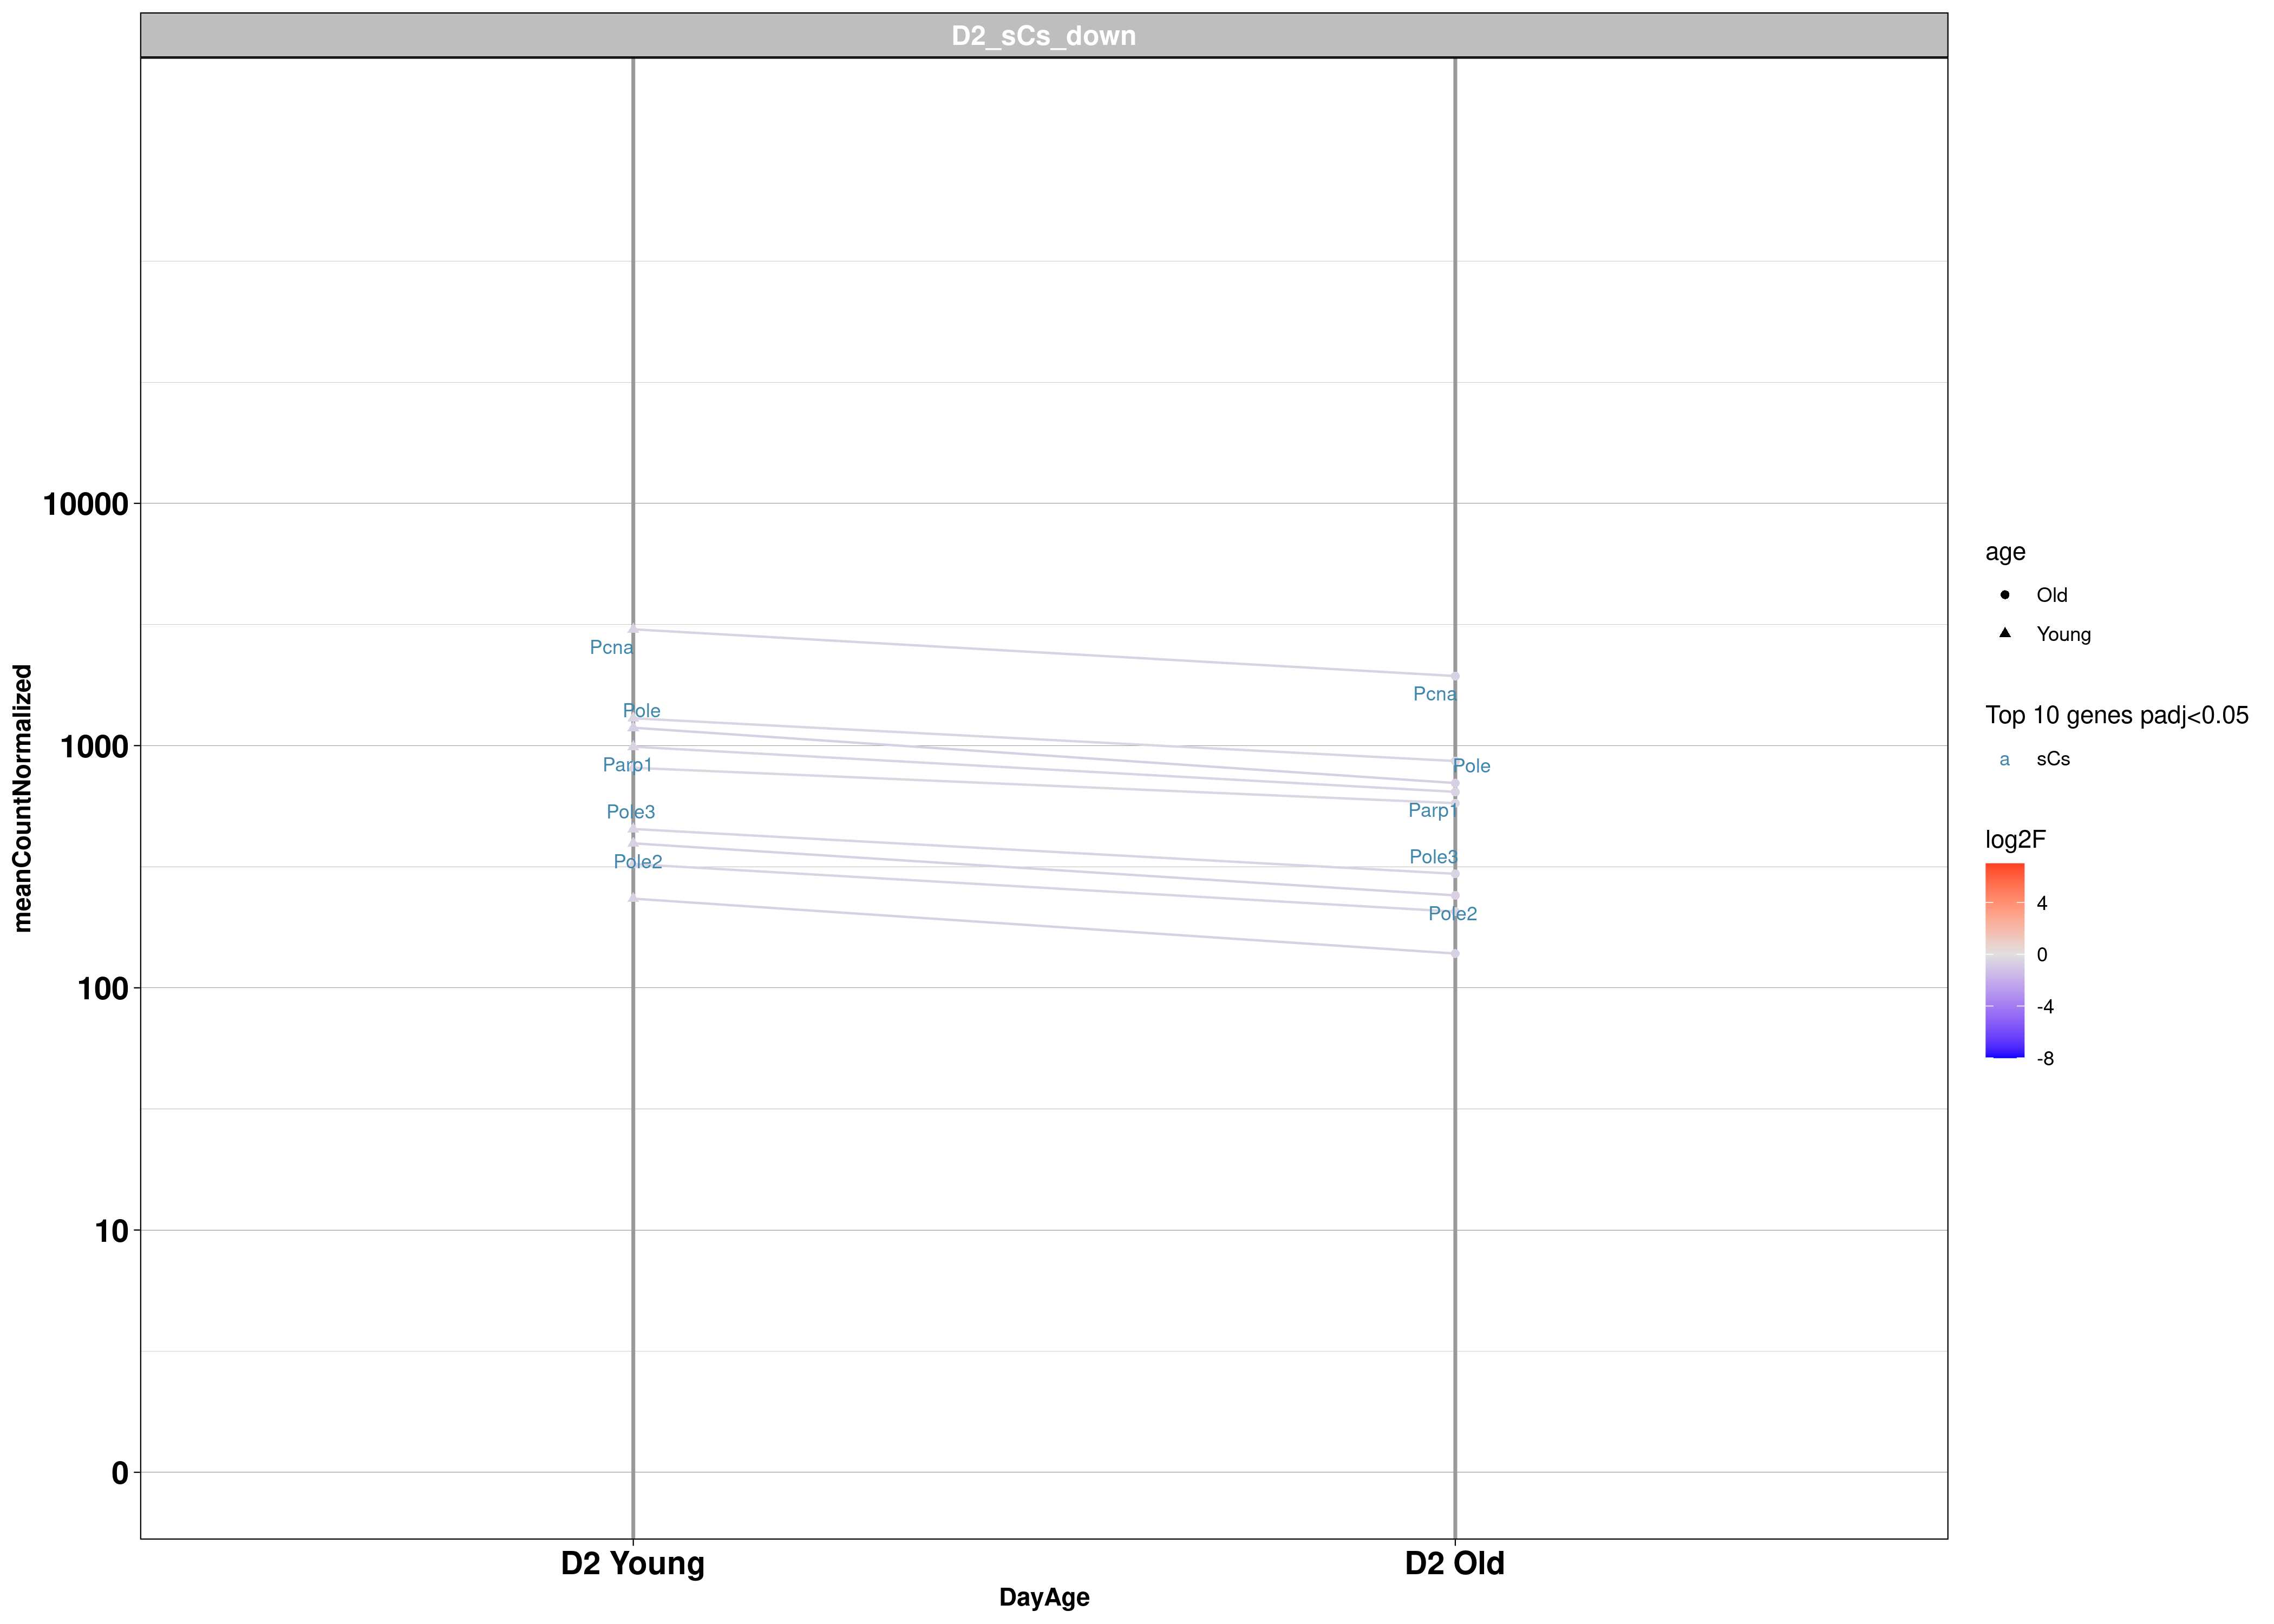 D2_sCs_down
meanCountNormalized
10000
1000
100
10
0
Pcna
Pole
Parp1
Pole3
Pole2
Pcna
Pole
Parp1
Pole3
Pole2
D2 Young
D2 Old
DayAge
age
Old
Young
Top 10 genes padj<0.05
a sCs
log2F
4
0
-4
-8